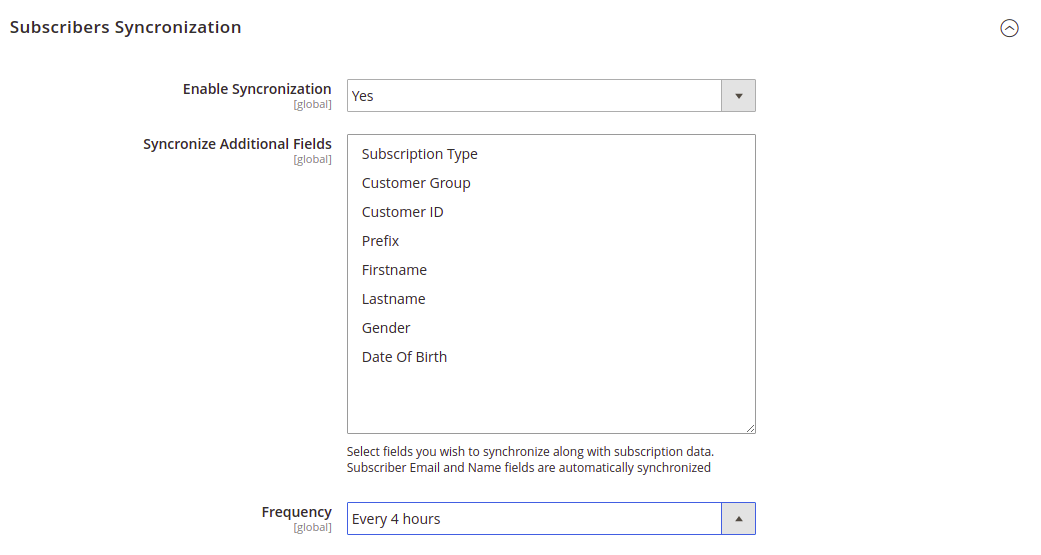 Subscribers Syncronization
Enable Syncronization
[global]
Yes
Syncronize Additional Fields
[global]
Subscription Type
Customer Group
Customer ID
Prefix
Firstname
Lastname
Gender
Date Of Birth
Select fields you wish to synchronize along with subscription data.
Subscriber Email and Name fields are automatically synchronized
Frequency
[global]
Every 4 hours